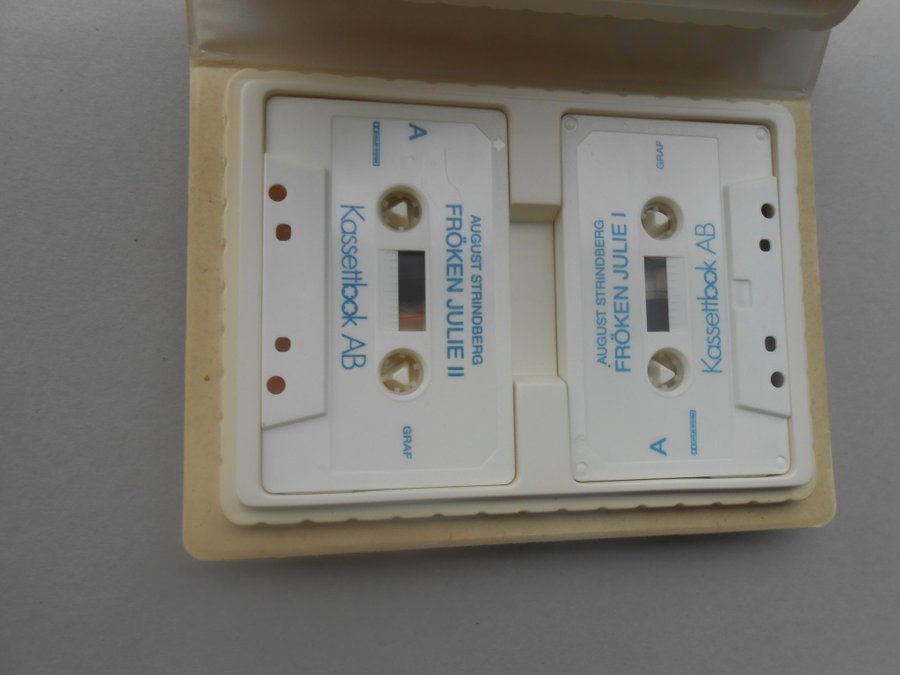 A
AUGUST STRINDBERG
FRÖKEN JULIE II
Kassettbok AB
GRAF
GRAF
AUGUST STRINDBERG
FRÖKEN JULIE I
Kassettbok AB
A